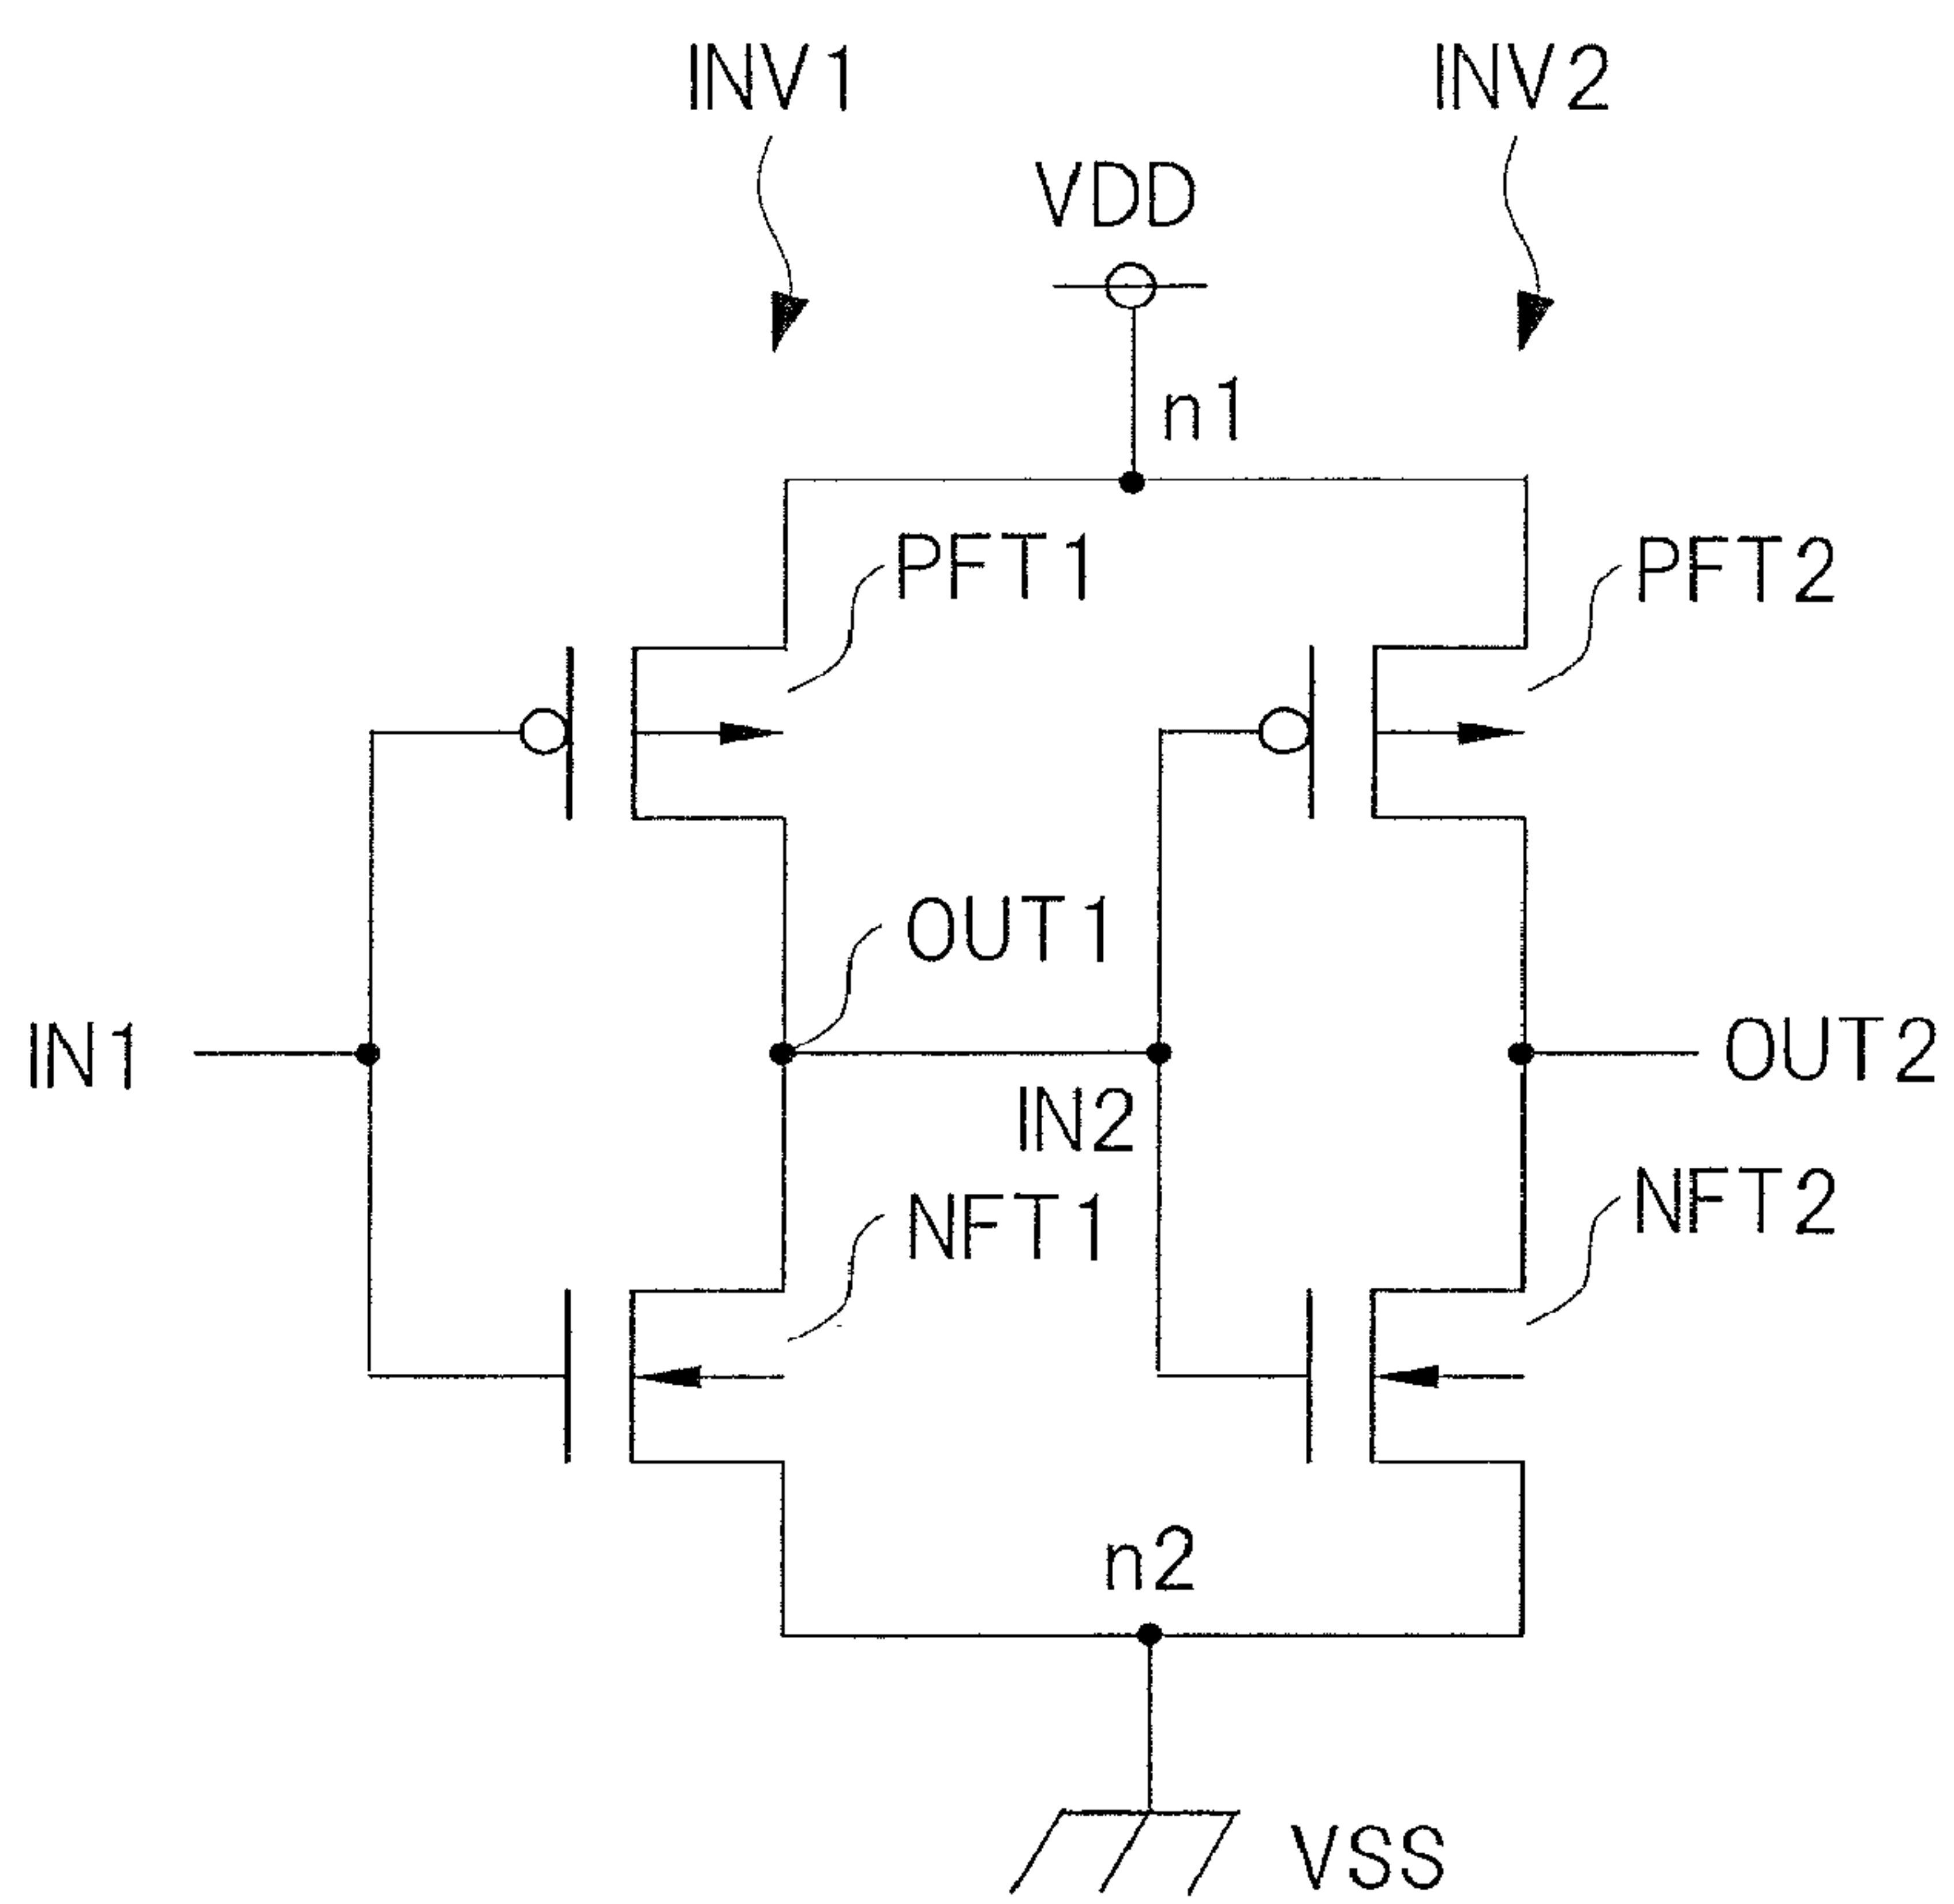 INV1
INV2
VDD
n1
PFT1
PFT2
OUT1
IN1
OUT2
IN2
NFT1
NFT2
n2
VSS